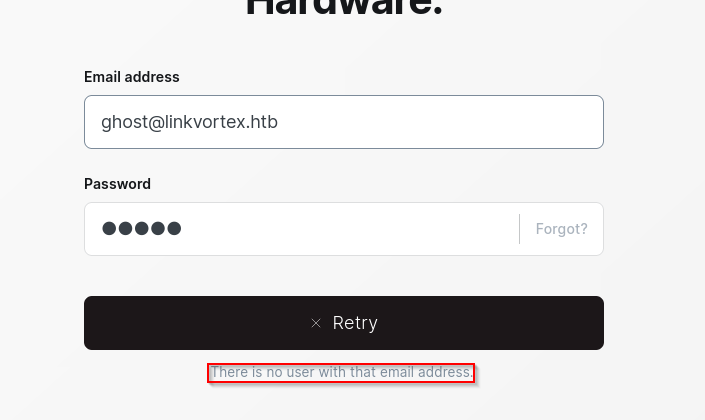 Hardware.
Email address
ghost@linkvortex.htb
Password
●●●●●
Forgot?
× Retry
There is no user with that email address.